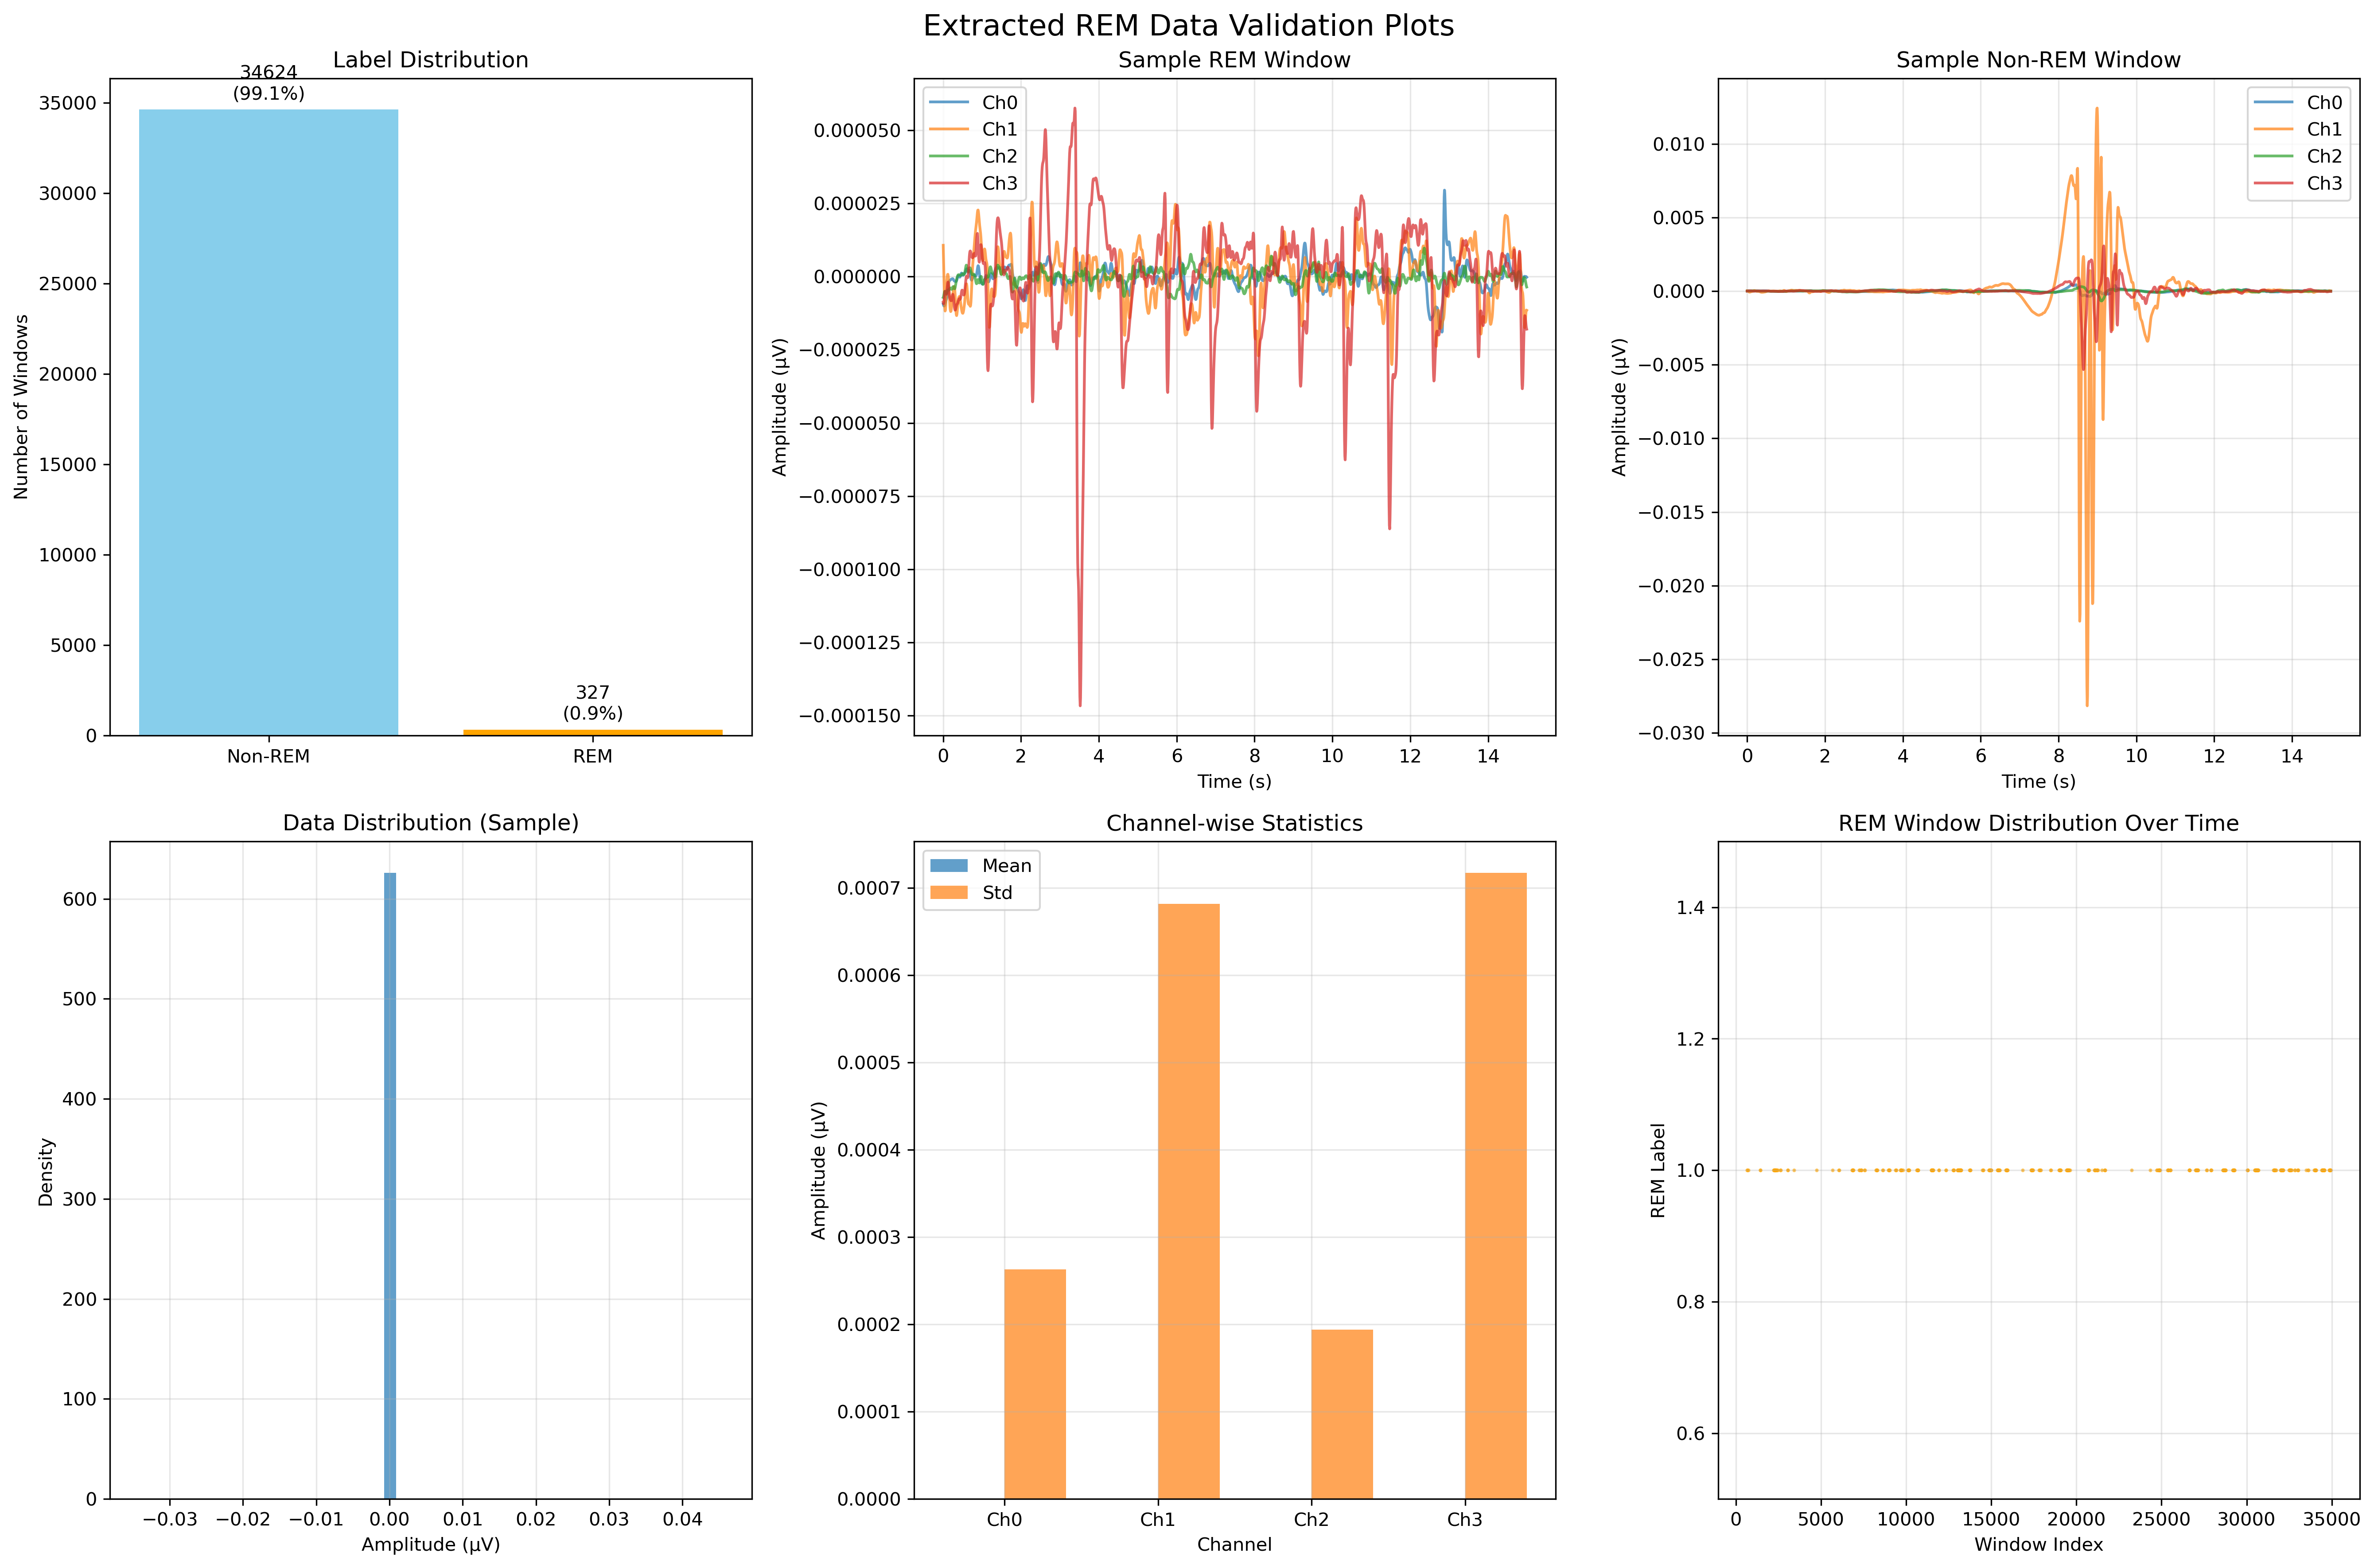 Extracted REM Data Validation Plots
Label Distribution
34624
(99.1%)
327
(0.9%)
35000
30000
25000
20000
15000
10000
5000
0
Number of Windows
Non-REM
REM
Sample REM Window
Ch0
Ch1
Ch2
Ch3
0.000050
0.000025
0.000000
−0.000025
−0.000050
−0.000075
−0.000100
−0.000125
−0.000150
Amplitude (µV)
0 2 4 6 8 10 12 14
Time (s)
Sample Non-REM Window
Ch0
Ch1
Ch2
Ch3
0.010
0.005
0.000
−0.005
−0.010
−0.015
−0.020
−0.025
−0.030
Amplitude (µV)
0 2 4 6 8 10 12 14
Time (s)
Data Distribution (Sample)
600
500
400
300
200
100
0
Density
−0.03 −0.02 −0.01 0.00 0.01 0.02 0.03 0.04
Amplitude (µV)
Channel-wise Statistics
Mean
Std
0.0007
0.0006
0.0005
0.0004
0.0003
0.0002
0.0001
0.0000
Amplitude (µV)
Ch0 Ch1 Ch2 Ch3
Channel
REM Window Distribution Over Time
1.4
1.2
1.0
0.8
0.6
REM Label
0 5000 10000 15000 20000 25000 30000 35000
Window Index